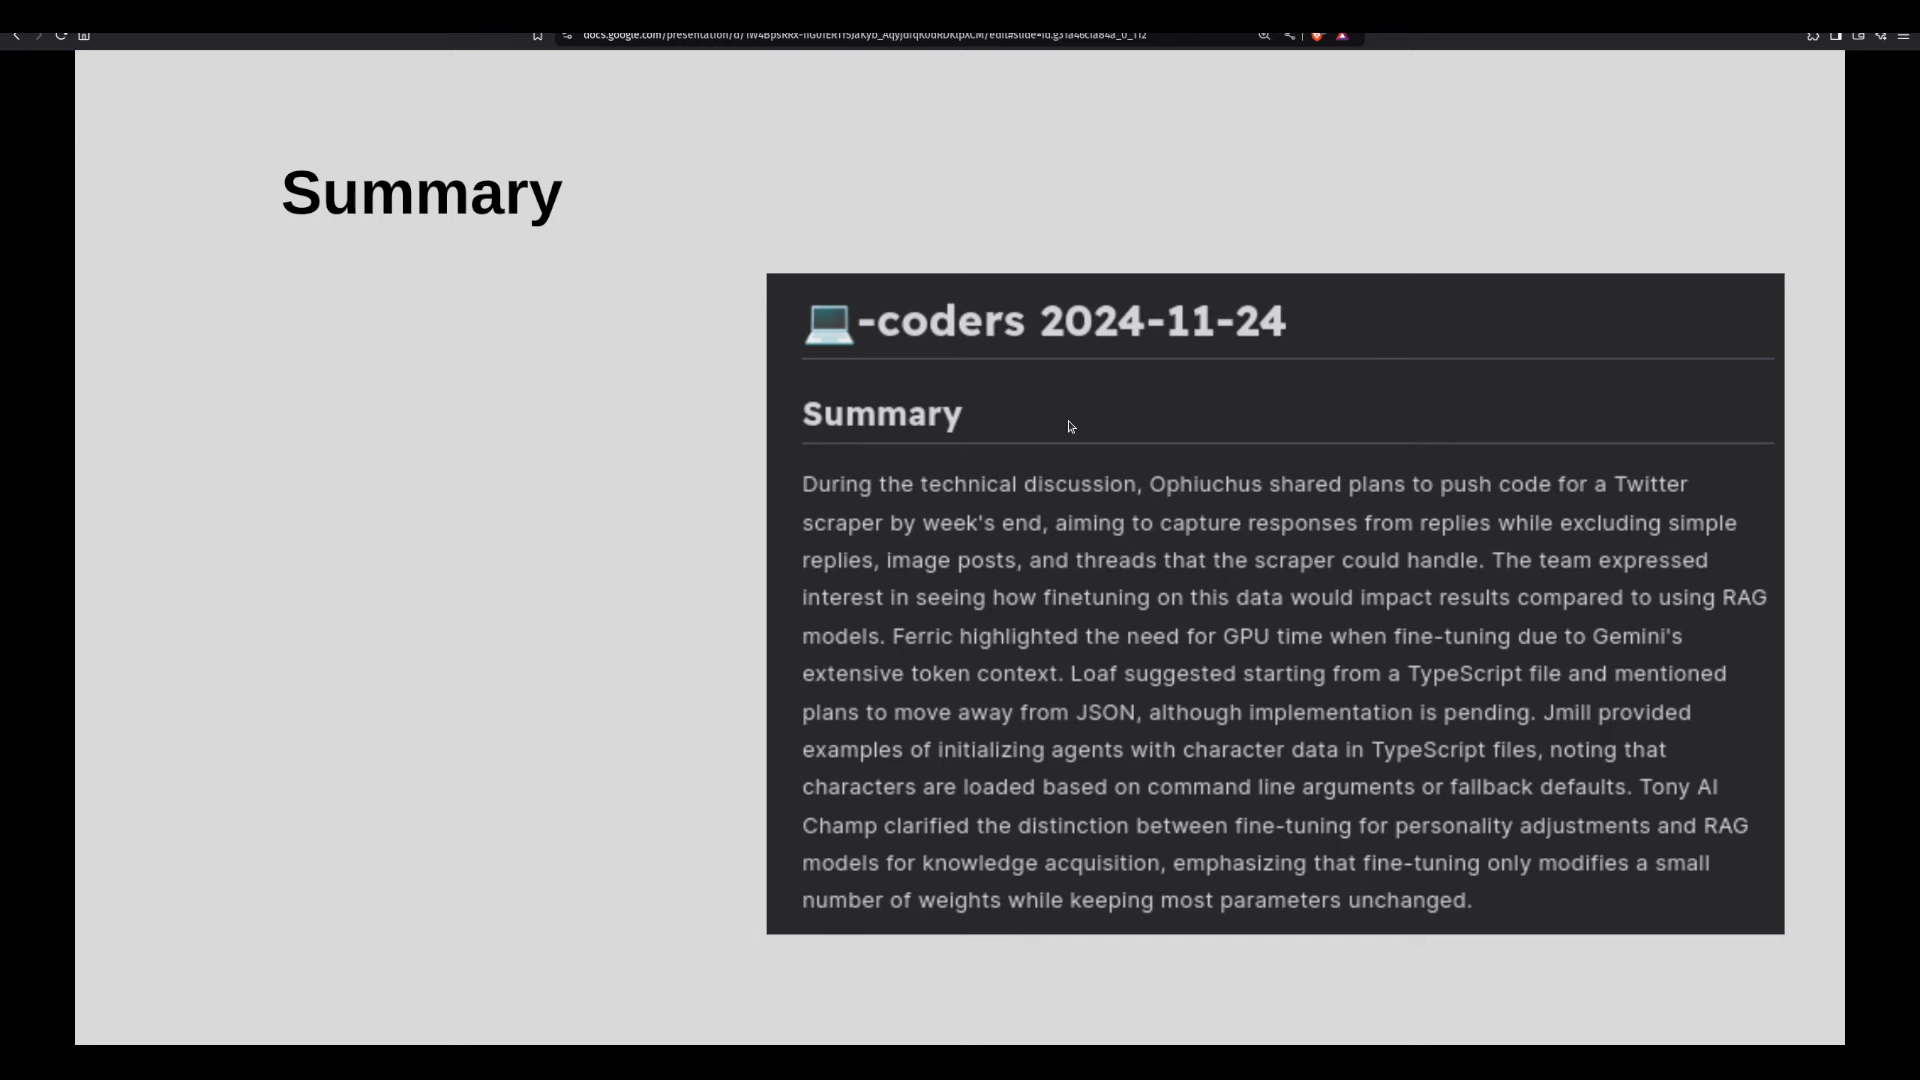 Summary
-coders 2024-11-24
Summary
During the technical discussion, Ophiuchus shared plans to push code for a Twitter
scraper by week's end, aiming to capture responses from replies while excluding simple
replies, image posts, and threads that the scraper could handle. The team expressed
interest in seeing how finetuning on this data would impact results compared to using RAG
models. Ferric highlighted the need for GPU time when fine-tuning due to Gemini's
extensive token context. Loaf suggested starting from a TypeScript file and mentioned
plans to move away from JSON, although implementation is pending. Jmill provided
examples of initializing agents with character data in TypeScript files, noting that
characters are loaded based on command line arguments or fallback defaults. Tony AI
Champ clarified the distinction between fine-tuning for personality adjustments and RAG
models for knowledge acquisition, emphasizing that fine-tuning only modifies a small
number of weights while keeping most parameters unchanged.